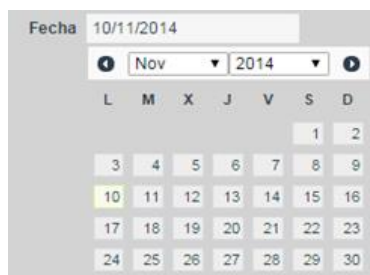 Fecha 10/11/2014
Nov 2014
L M X J V S D
1 2
3 4 5 6 7 8 9
10 11 12 13 14 15 16
17 18 19 20 21 22 23
24 25 26 27 28 29 30